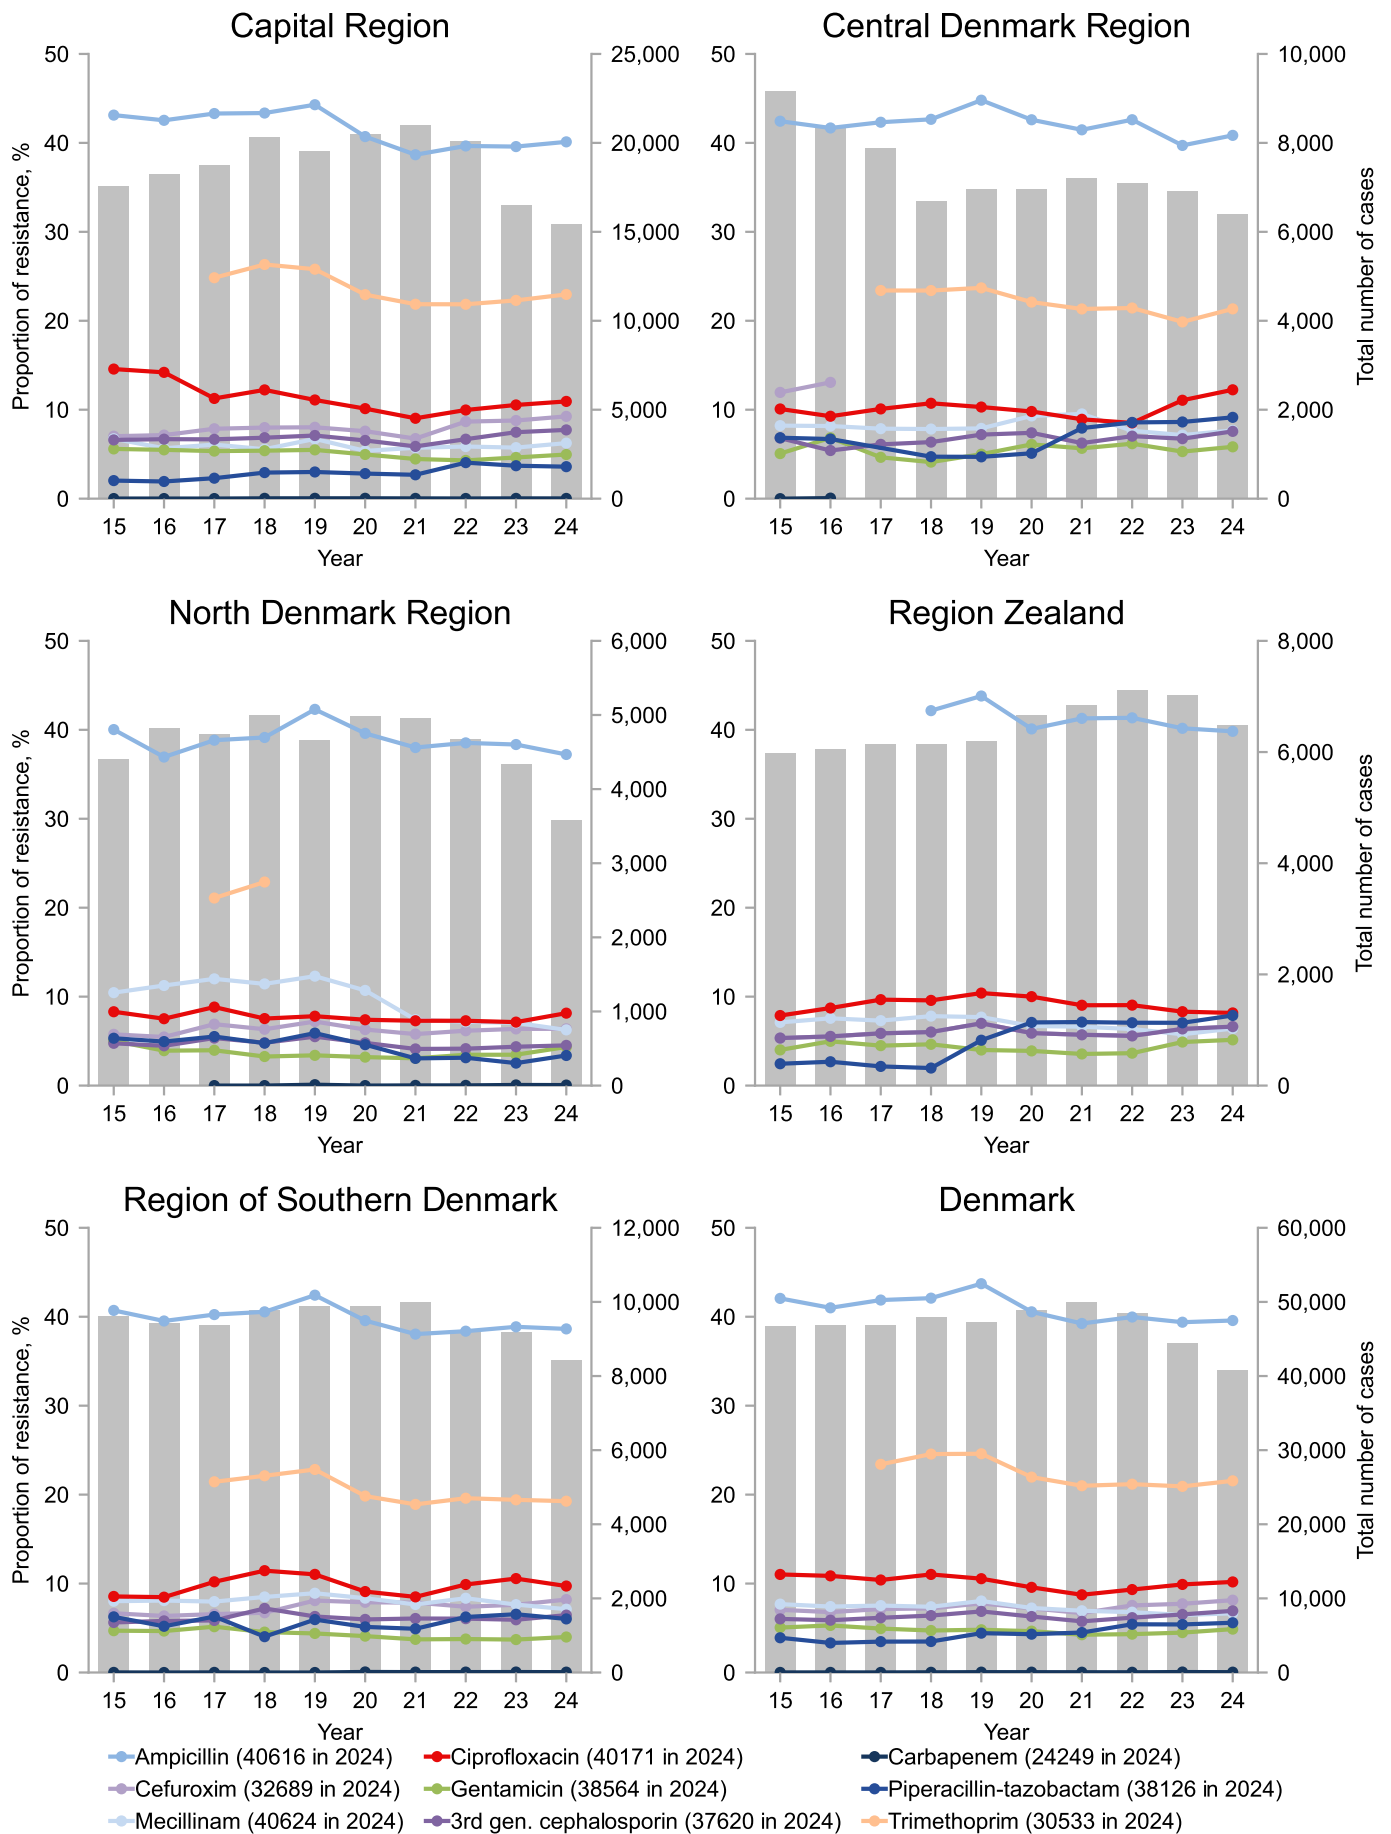 Capital Region
Central Denmark Region
50 40 30 20 10 0
Proportion of resistance, %
25,000 20,000 15,000 10,000 5,000 0
15 16 17 18 19 20 21 22 23 24
Year
50 40 30 20 10 0
10,000 8,000 6,000 4,000 2,000 0
Total number of cases
15 16 17 18 19 20 21 22 23 24
Year
North Denmark Region
Region Zealand
50 40 30 20 10 0
Proportion of resistance, %
6,000 5,000 4,000 3,000 2,000 1,000 0
15 16 17 18 19 20 21 22 23 24
Year
50 40 30 20 10 0
8,000 6,000 4,000 2,000 0
Total number of cases
15 16 17 18 19 20 21 22 23 24
Year
Region of Southern Denmark
Denmark
50 40 30 20 10 0
Proportion of resistance, %
12,000 10,000 8,000 6,000 4,000 2,000 0
15 16 17 18 19 20 21 22 23 24
Year
50 40 30 20 10 0
60,000 50,000 40,000 30,000 20,000 10,000 0
Total number of cases
15 16 17 18 19 20 21 22 23 24
Year
Ampicillin (40616 in 2024) Ciprofloxacin (40171 in 2024) Carbapenem (24249 in 2024)
Cefuroxim (32689 in 2024) Gentamicin (38564 in 2024) Piperacillin-tazobactam (38126 in 2024)
Mecillinam (40624 in 2024) 3rd gen. cephalosporin (37620 in 2024) Trimethoprim (30533 in 2024)